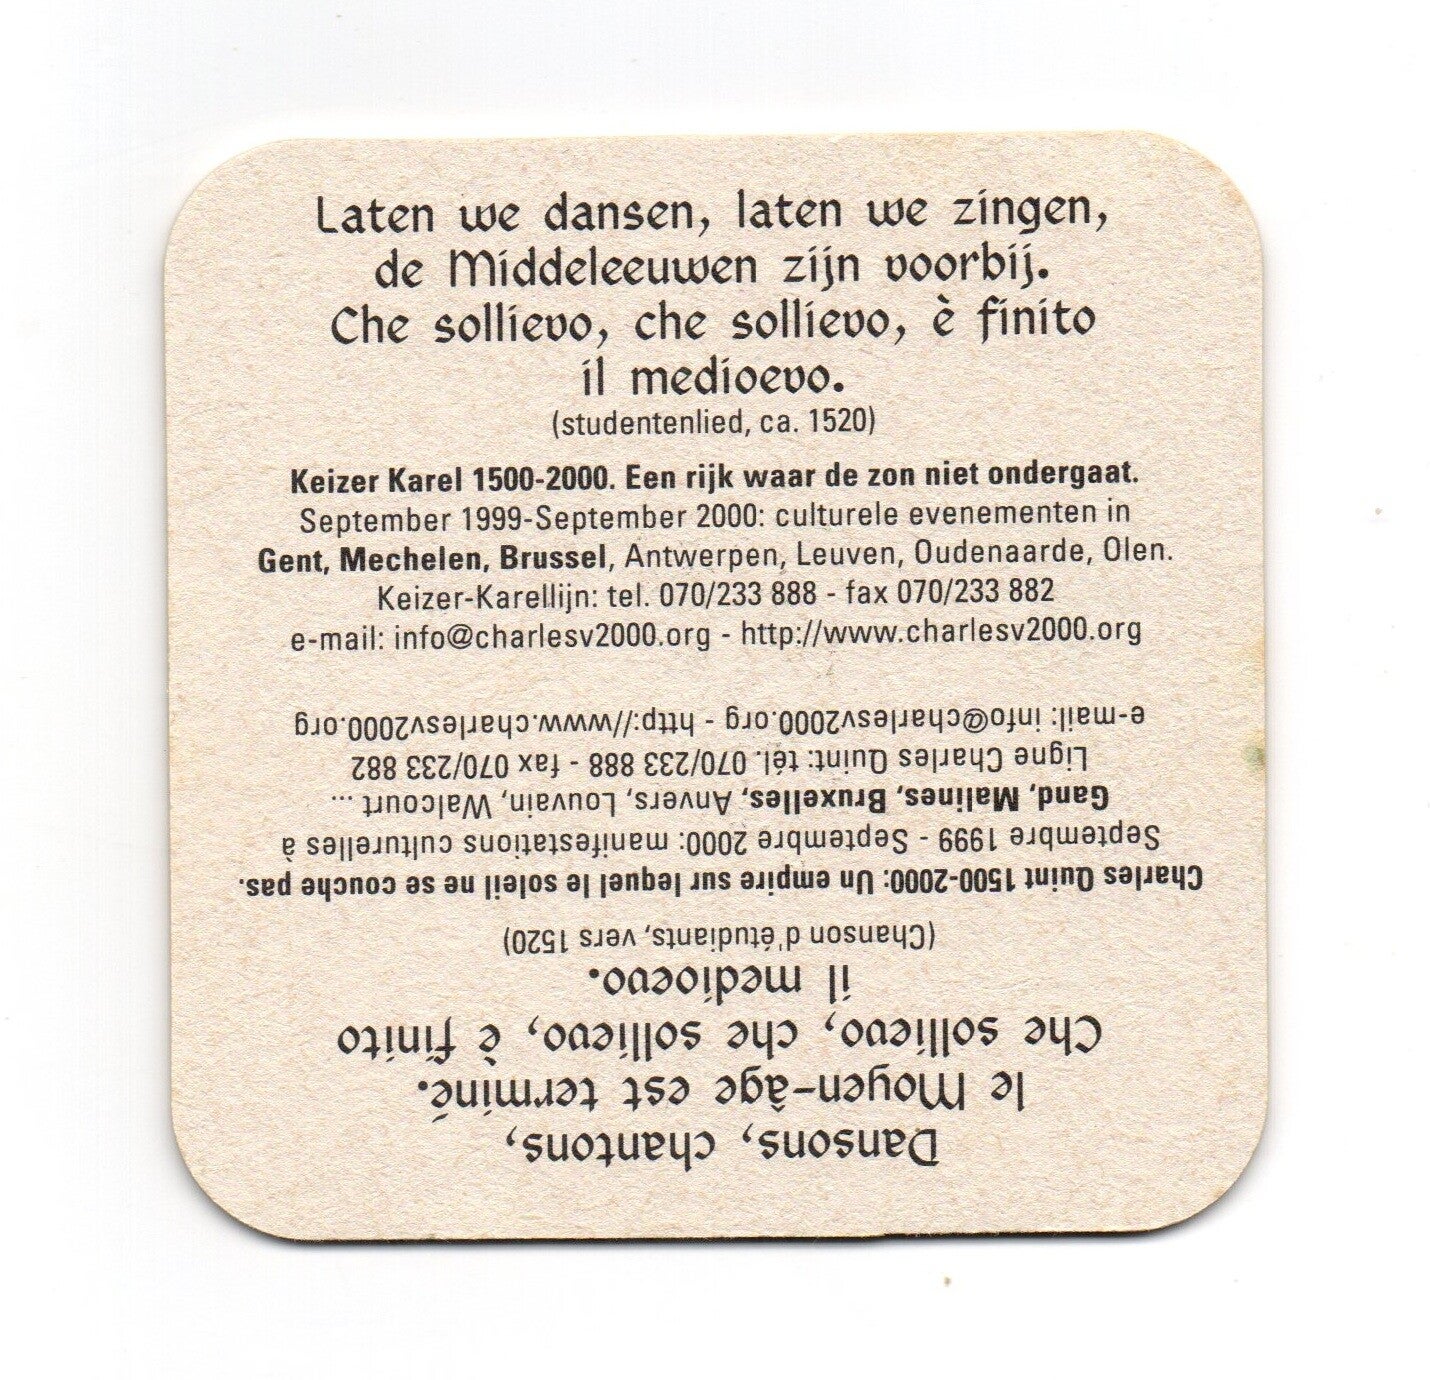 Laten we dansen, laten we zingen,
de Middeleeuwen zijn voorbij.
Che sollievo, che sollievo, è finito
il medioevo.
(studentenlied, ca. 1520)
Keizer Karel 1500-2000. Een rijk waar de zon niet ondergaat.
September 1999-September 2000: culturele evenementen in
Gent, Mechelen, Brussel, Antwerpen, Leuven, Oudenaarde, Olen.
Keizer-Karellijn: tel. 070/233 888 - fax 070/233 882
e-mail: info@charlesv2000.org - http://www.charlesv2000.org
Dansons, chantons,
le Moyen-âge est terminé.
Che sollievo, che sollievo, è finito
il medioevo.
(Chanson d'étudiants, vers 1520)
Charles Quint 1500-2000: Un empire sur lequel le soleil ne se couche pas.
Septembre 1999 - Septembre 2000: manifestations culturelles à
Gand, Malines, Bruxelles, Anvers, Louvain, Walcourt ...
Ligne Charles Quint: tél. 070/233 888 - fax 070/233 882
e-mail: info@charlesv2000.org - http://www.charlesv2000.org